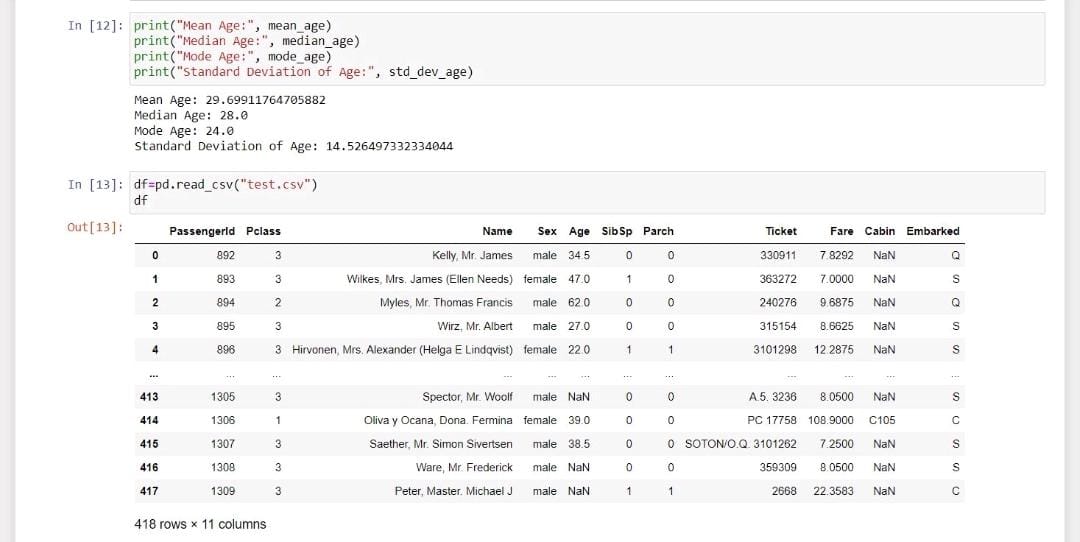 In [12]: print("Mean Age:", mean_age)
print("Median Age:", median_age)
print("Mode Age:", mode_age)
print("Standard Deviation of Age:", std_dev_age)
Mean Age: 29.69911764705882
Median Age: 28.0
Mode Age: 24.0
Standard Deviation of Age: 14.526497332334044
In [13]: df=pd.read_csv("test.csv")
df
Out[13]:
PassengerId Pclass Name Sex Age SibSp Parch Ticket Fare Cabin Embarked
0 892 3 Kelly, Mr. James male 34.5 0 0 330911 7.8292 NaN Q
1 893 3 Wilkes, Mrs. James (Ellen Needs) female 47.0 1 0 363272 7.0000 NaN S
2 894 2 Myles, Mr. Thomas Francis male 62.0 0 0 240276 9.6875 NaN Q
3 895 3 Wirz, Mr. Albert male 27.0 0 0 315154 8.6625 NaN S
4 896 3 Hirvonen, Mrs. Alexander (Helga E Lindqvist) female 22.0 1 1 3101298 12.2875 NaN S
... ... ... ... ... ... ... ... ... ... ... ...
413 1305 3 Spector, Mr. Woolf male NaN 0 0 A.5. 3236 8.0500 NaN S
414 1306 1 Oliva y Ocana, Dona. Fermina female 39.0 0 0 PC 17758 108.9000 C105 C
415 1307 3 Saether, Mr. Simon Sivertsen male 38.5 0 0 SOTON/O.Q. 3101262 7.2500 NaN S
416 1308 3 Ware, Mr. Frederick male NaN 0 0 359309 8.0500 NaN S
417 1309 3 Peter, Master. Michael J male NaN 1 1 2668 22.3583 NaN C
418 rows × 11 columns